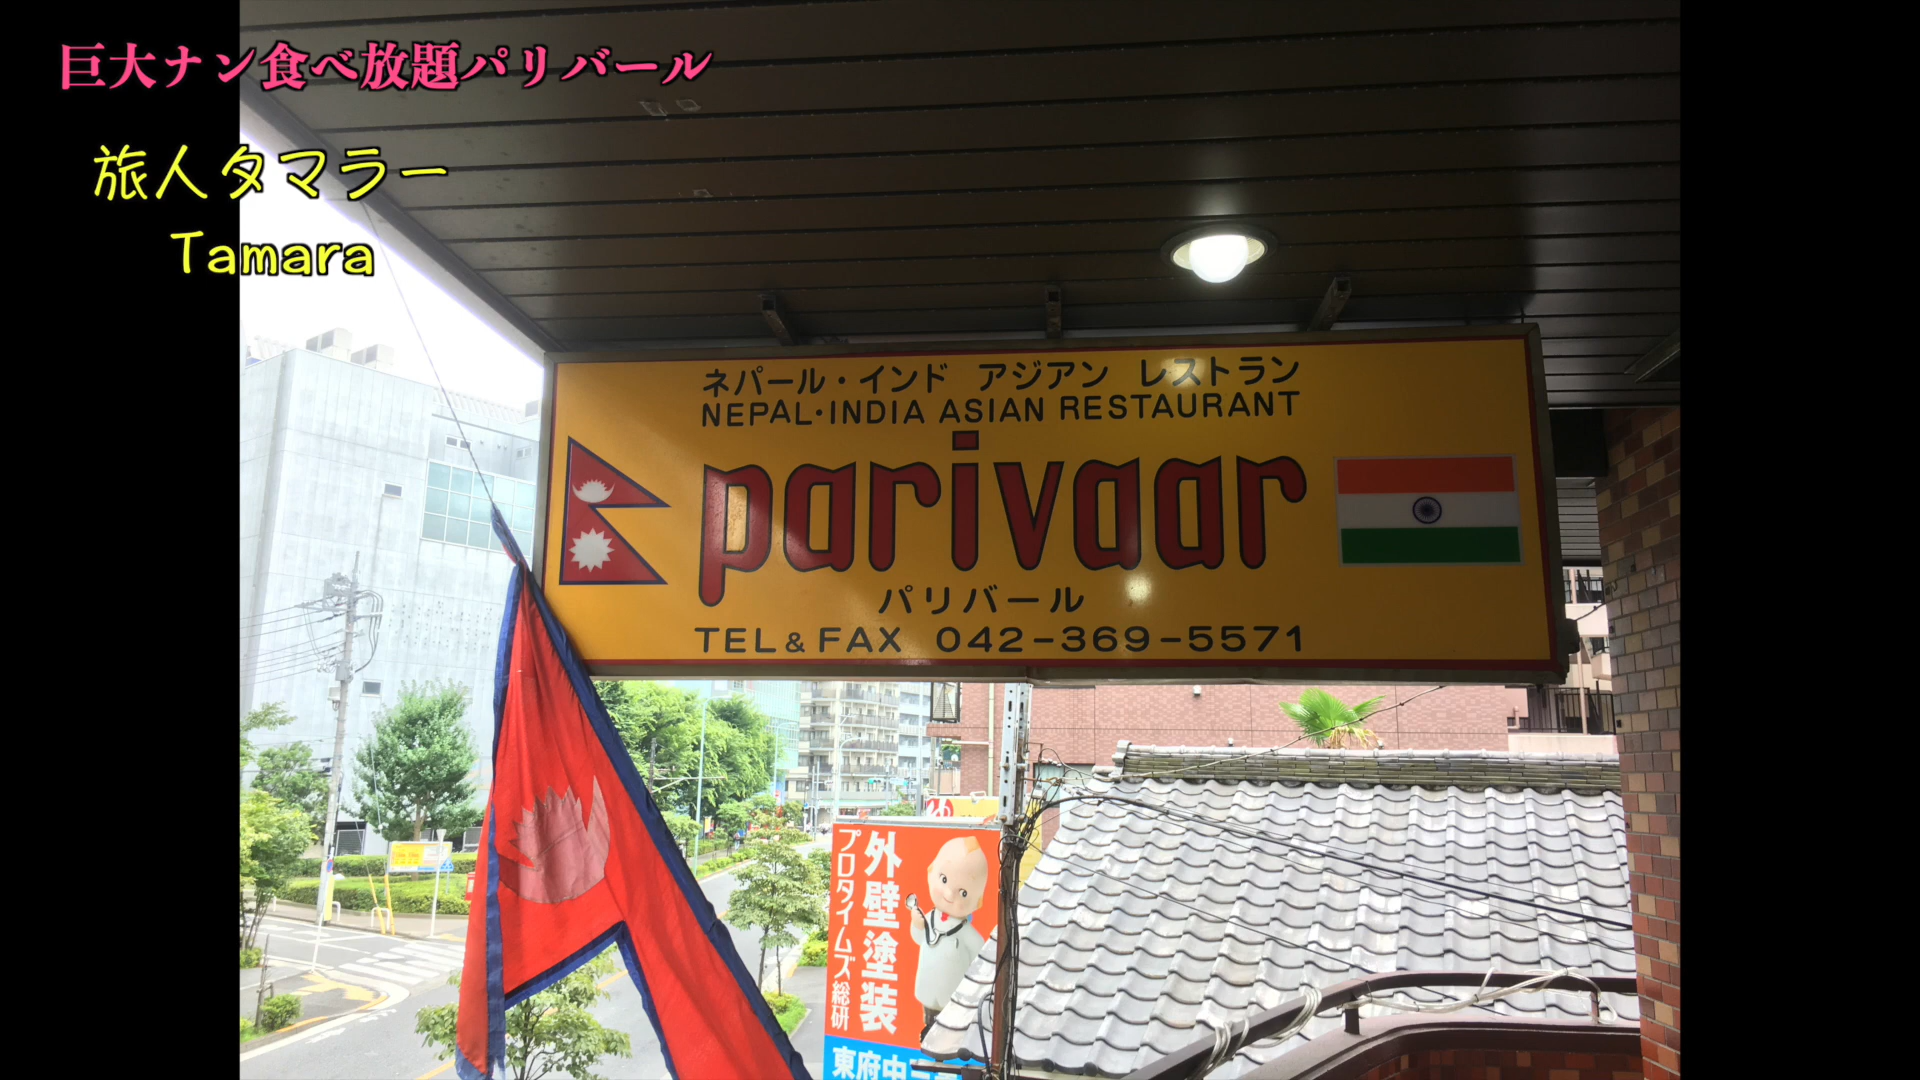 巨大ナン食べ放題パリバール
旅人タマラー
Tamara
ネパール・インド アジアン レストラン
NEPAL・INDIA ASIAN RESTAURANT
parivaar
パリバール
TEL & FAX 042-369-5571
外壁塗装
プロタイムズ総研
東府中